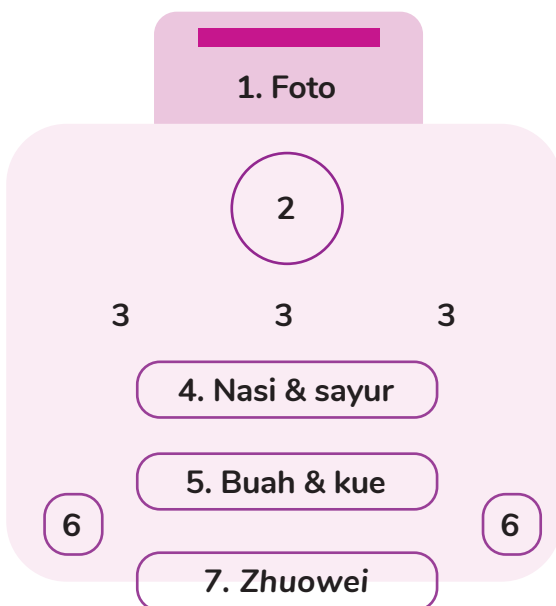 1. Foto
2
3 3 3
4. Nasi & sayur
5. Buah & kue
6 6
7. Zhuowei